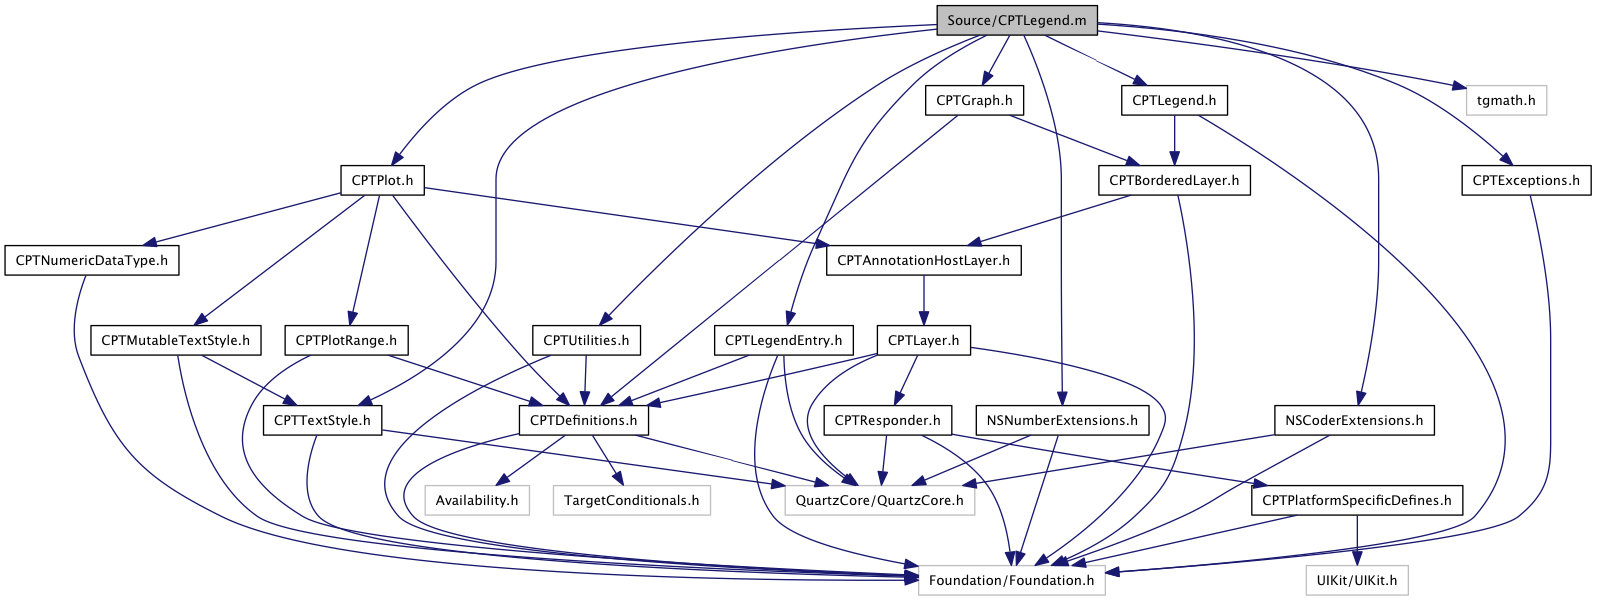 Source/CPTLegend.m
CPTGraph.h
CPTLegend.h
tgmath.h
CPTPlot.h
CPTBorderedLayer.h
CPTExceptions.h
CPTNumericDataType.h
CPTAnnotationHostLayer.h
CPTMutableTextStyle.h
CPTPlotRange.h
CPTUtilities.h
CPTLegendEntry.h
CPTLayer.h
CPTTextStyle.h
CPTDefinitions.h
CPTResponder.h
NSNumberExtensions.h
NSCoderExtensions.h
Availability.h
TargetConditionals.h
QuartzCore/QuartzCore.h
CPTPlatformSpecificDefines.h
Foundation/Foundation.h
UIKit/UIKit.h